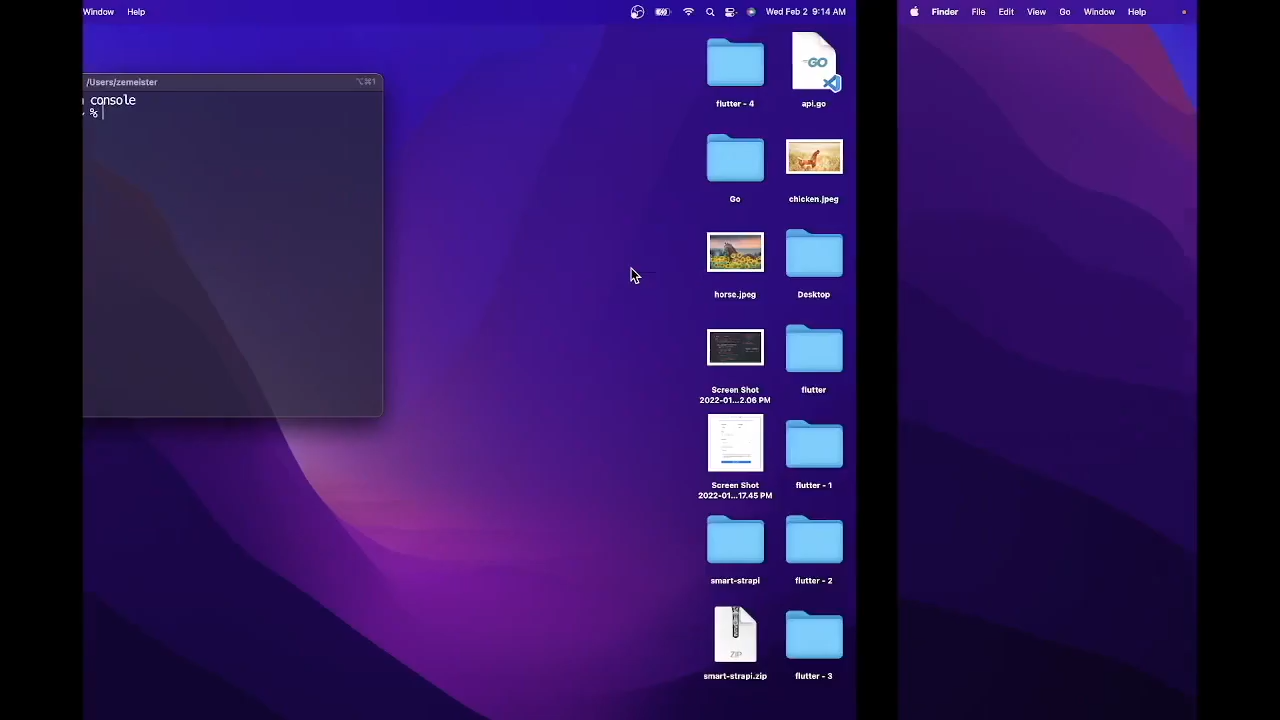 Window Help
Wed Feb 2 9:14 AM
Finder File Edit View Go Window Help
/Users/zemeister
⌥⌘1
console
%
flutter - 4
GO
api.go
Go
chicken.jpeg
horse.jpeg
Desktop
Screen Shot
2022-01...2.06 PM
flutter
Screen Shot
2022-01...17.45 PM
flutter - 1
smart-strapi
flutter - 2
ZIP
smart-strapi.zip
flutter - 3